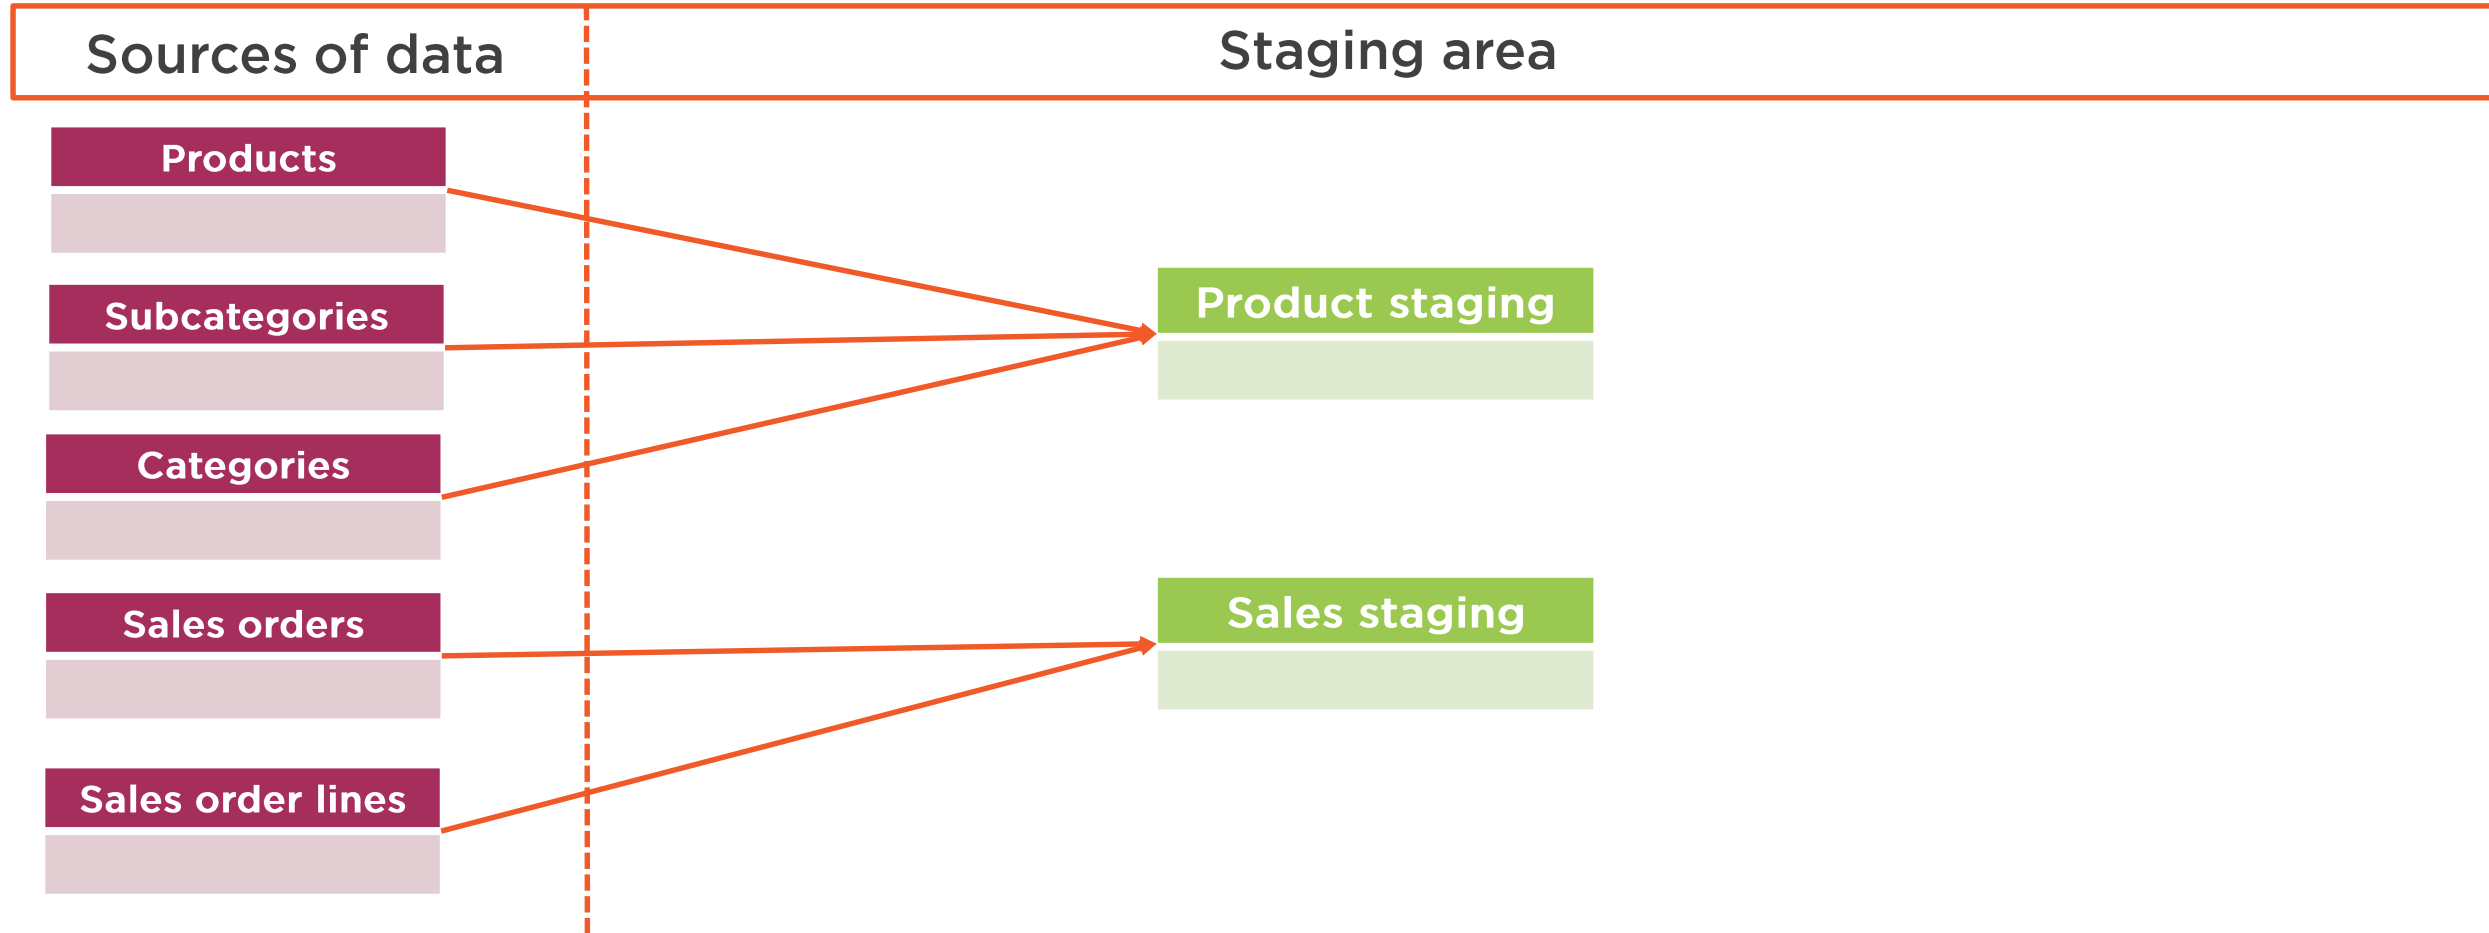 Sources of data
Staging area
Products
Subcategories
Categories
Sales orders
Sales order lines
Product staging
Sales staging